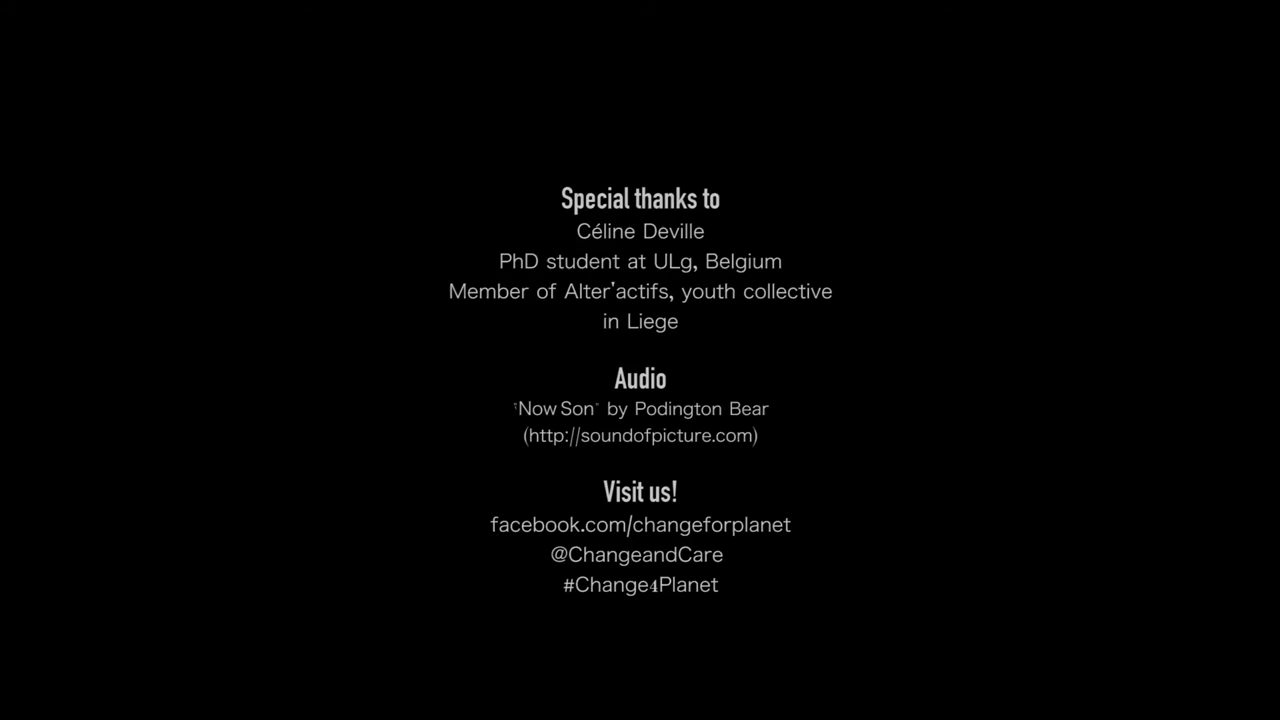 Special thanks to
Céline Deville
PhD student at ULg, Belgium
Member of Alter'actifs, youth collective
in Liege
Audio
"Now Son" by Podington Bear
(http://soundofpicture.com)
Visit us!
facebook.com/changeforplanet
@ChangeandCare
#Change4Planet